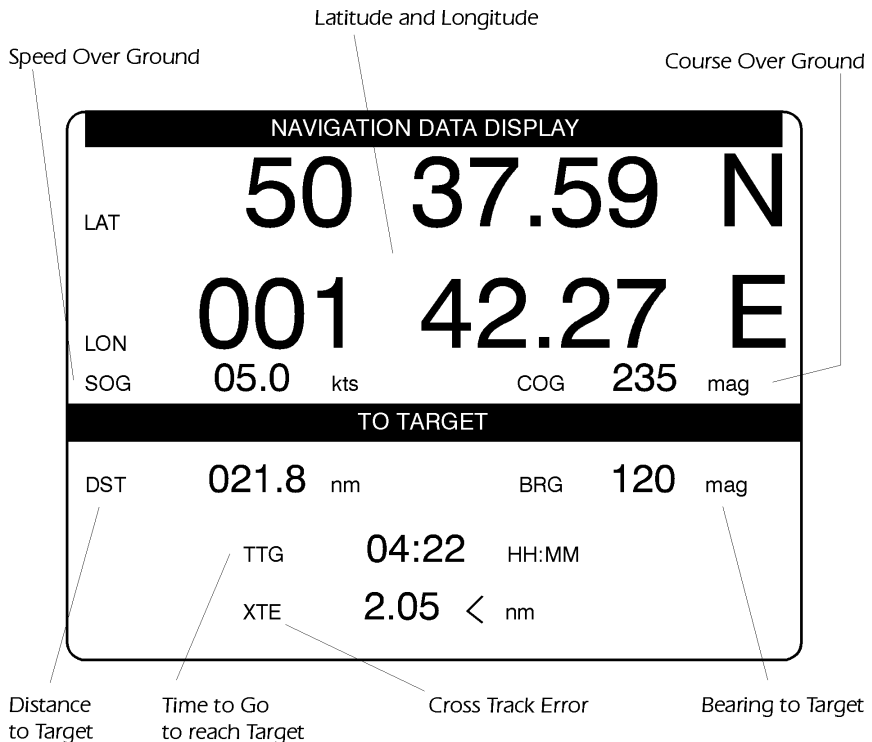 Latitude and Longitude
Speed Over Ground
Course Over Ground
NAVIGATION DATA DISPLAY
LAT 50 37.59 N
LON 001 42.27 E
SOG 05.0 kts COG 235 mag
TO TARGET
DST 021.8 nm BRG 120 mag
TTG 04:22 HH:MM
XTE 2.05 < nm
Distance
to Target
Time to Go
to reach Target
Cross Track Error
Bearing to Target